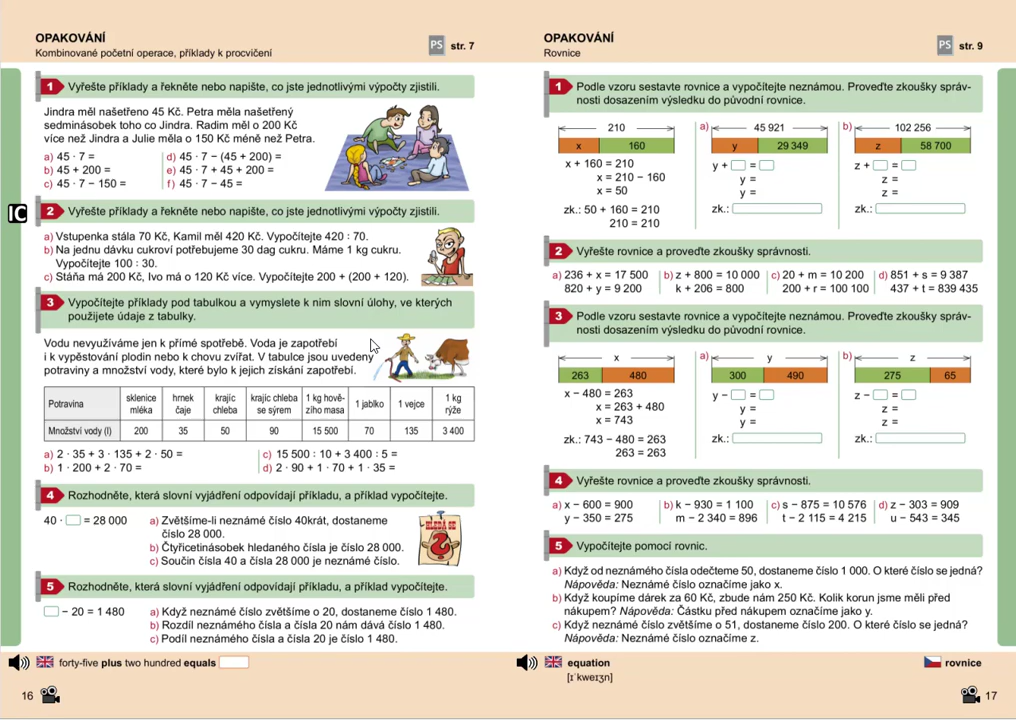 OPAKOVÁNÍ
Kombinované početní operace, příklady k procvičení
PS str. 7
1 Vyřešte příklady a řekněte nebo napište, co jste jednotlivými výpočty zjistili.
Jindra měl našetřeno 45 Kč. Petra měla našetřený
sedminásobek toho co Jindra. Radim měl o 200 Kč
více než Jindra a Julie měla o 150 Kč méně než Petra.
a) 45 · 7 = d) 45 · 7 − (45 + 200) =
b) 45 + 200 = e) 45 · 7 + 45 + 200 =
c) 45 · 7 − 150 = f) 45 · 7 − 45 =
IC
2 Vyřešte příklady a řekněte nebo napište, co jste jednotlivými výpočty zjistili.
a) Vstupenka stála 70 Kč, Kamil měl 420 Kč. Vypočítejte 420 : 70.
b) Na jednu dávku cukroví potřebujeme 30 dag cukru. Máme 1 kg cukru.
Vypočítejte 100 : 30.
c) Stáňa má 200 Kč, Ivo má o 120 Kč více. Vypočítejte 200 + (200 + 120).
3 Vypočítejte příklady pod tabulkou a vymyslete k nim slovní úlohy, ve kterých
použijete údaje z tabulky.
Vodu nevyužíváme jen k přímé spotřebě. Voda je zapotřebí
i k vypěstování plodin nebo k chovu zvířat. V tabulce jsou uvedeny
potraviny a množství vody, které bylo k jejich získání zapotřebí.
Potravina sklenice mléka hrnek čaje krajíc chleba krajíc chleba se sýrem 1 kg hovězího masa 1 jablko 1 vejce 1 kg rýže
Množství vody (l) 200 35 50 90 15 500 70 135 3 400
a) 2 · 35 + 3 · 135 + 2 · 50 = c) 15 500 : 10 + 3 400 : 5 =
b) 1 · 200 + 2 · 70 = d) 2 · 90 + 1 · 70 + 1 · 35 =
4 Rozhodněte, která slovní vyjádření odpovídají příkladu, a příklad vypočítejte.
40 · □ = 28 000 a) Zvětšíme-li neznámé číslo 40krát, dostaneme
číslo 28 000.
b) Čtyřicetinásobek hledaného čísla je číslo 28 000.
c) Součin čísla 40 a čísla 28 000 je neznámé číslo.
HLEDÁ SE
?
5 Rozhodněte, která slovní vyjádření odpovídají příkladu, a příklad vypočítejte.
□ − 20 = 1 480 a) Když neznámé číslo zvětšíme o 20, dostaneme číslo 1 480.
b) Rozdíl neznámého čísla a čísla 20 nám dává číslo 1 480.
c) Podíl neznámého čísla a čísla 20 je číslo 1 480.
forty-five plus two hundred equals
16
OPAKOVÁNÍ
Rovnice
PS str. 9
1 Podle vzoru sestavte rovnice a vypočítejte neznámou. Proveďte zkoušky správ-
nosti dosazením výsledku do původní rovnice.
210 a) 45 921 b) 102 256
x 160 y 29 349 z 58 700
x + 160 = 210 y + □ = □ z + □ = □
x = 210 − 160 y = z =
x = 50 y = z =
zk.: 50 + 160 = 210 zk.: zk.:
210 = 210
2 Vyřešte rovnice a proveďte zkoušky správnosti.
a) 236 + x = 17 500 b) z + 800 = 10 000 c) 20 + m = 10 200 d) 851 + s = 9 387
820 + y = 9 200 k + 206 = 800 200 + r = 100 100 437 + t = 839 435
3 Podle vzoru sestavte rovnice a vypočítejte neznámou. Proveďte zkoušky správ-
nosti dosazením výsledku do původní rovnice.
x a) y b) z
263 480 300 490 275 65
x − 480 = 263 y − □ = □ z − □ = □
x = 263 + 480 y = z =
x = 743 y = z =
zk.: 743 − 480 = 263 zk.: zk.:
263 = 263
4 Vyřešte rovnice a proveďte zkoušky správnosti.
a) x − 600 = 900 b) k − 930 = 1 100 c) s − 875 = 10 576 d) z − 303 = 909
y − 350 = 275 m − 2 340 = 896 t − 2 115 = 4 215 u − 543 = 345
5 Vypočítejte pomocí rovnic.
a) Když od neznámého čísla odečteme 50, dostaneme číslo 1 000. O které číslo se jedná?
Nápověda: Neznámé číslo označíme jako x.
b) Když koupíme dárek za 60 Kč, zbude nám 250 Kč. Kolik korun jsme měli před
nákupem? Nápověda: Částku před nákupem označíme jako y.
c) Když neznámé číslo zvětšíme o 51, dostaneme číslo 200. O které číslo se jedná?
Nápověda: Neznámé číslo označíme z.
equation rovnice
[ɪˈkweɪʒn]
17